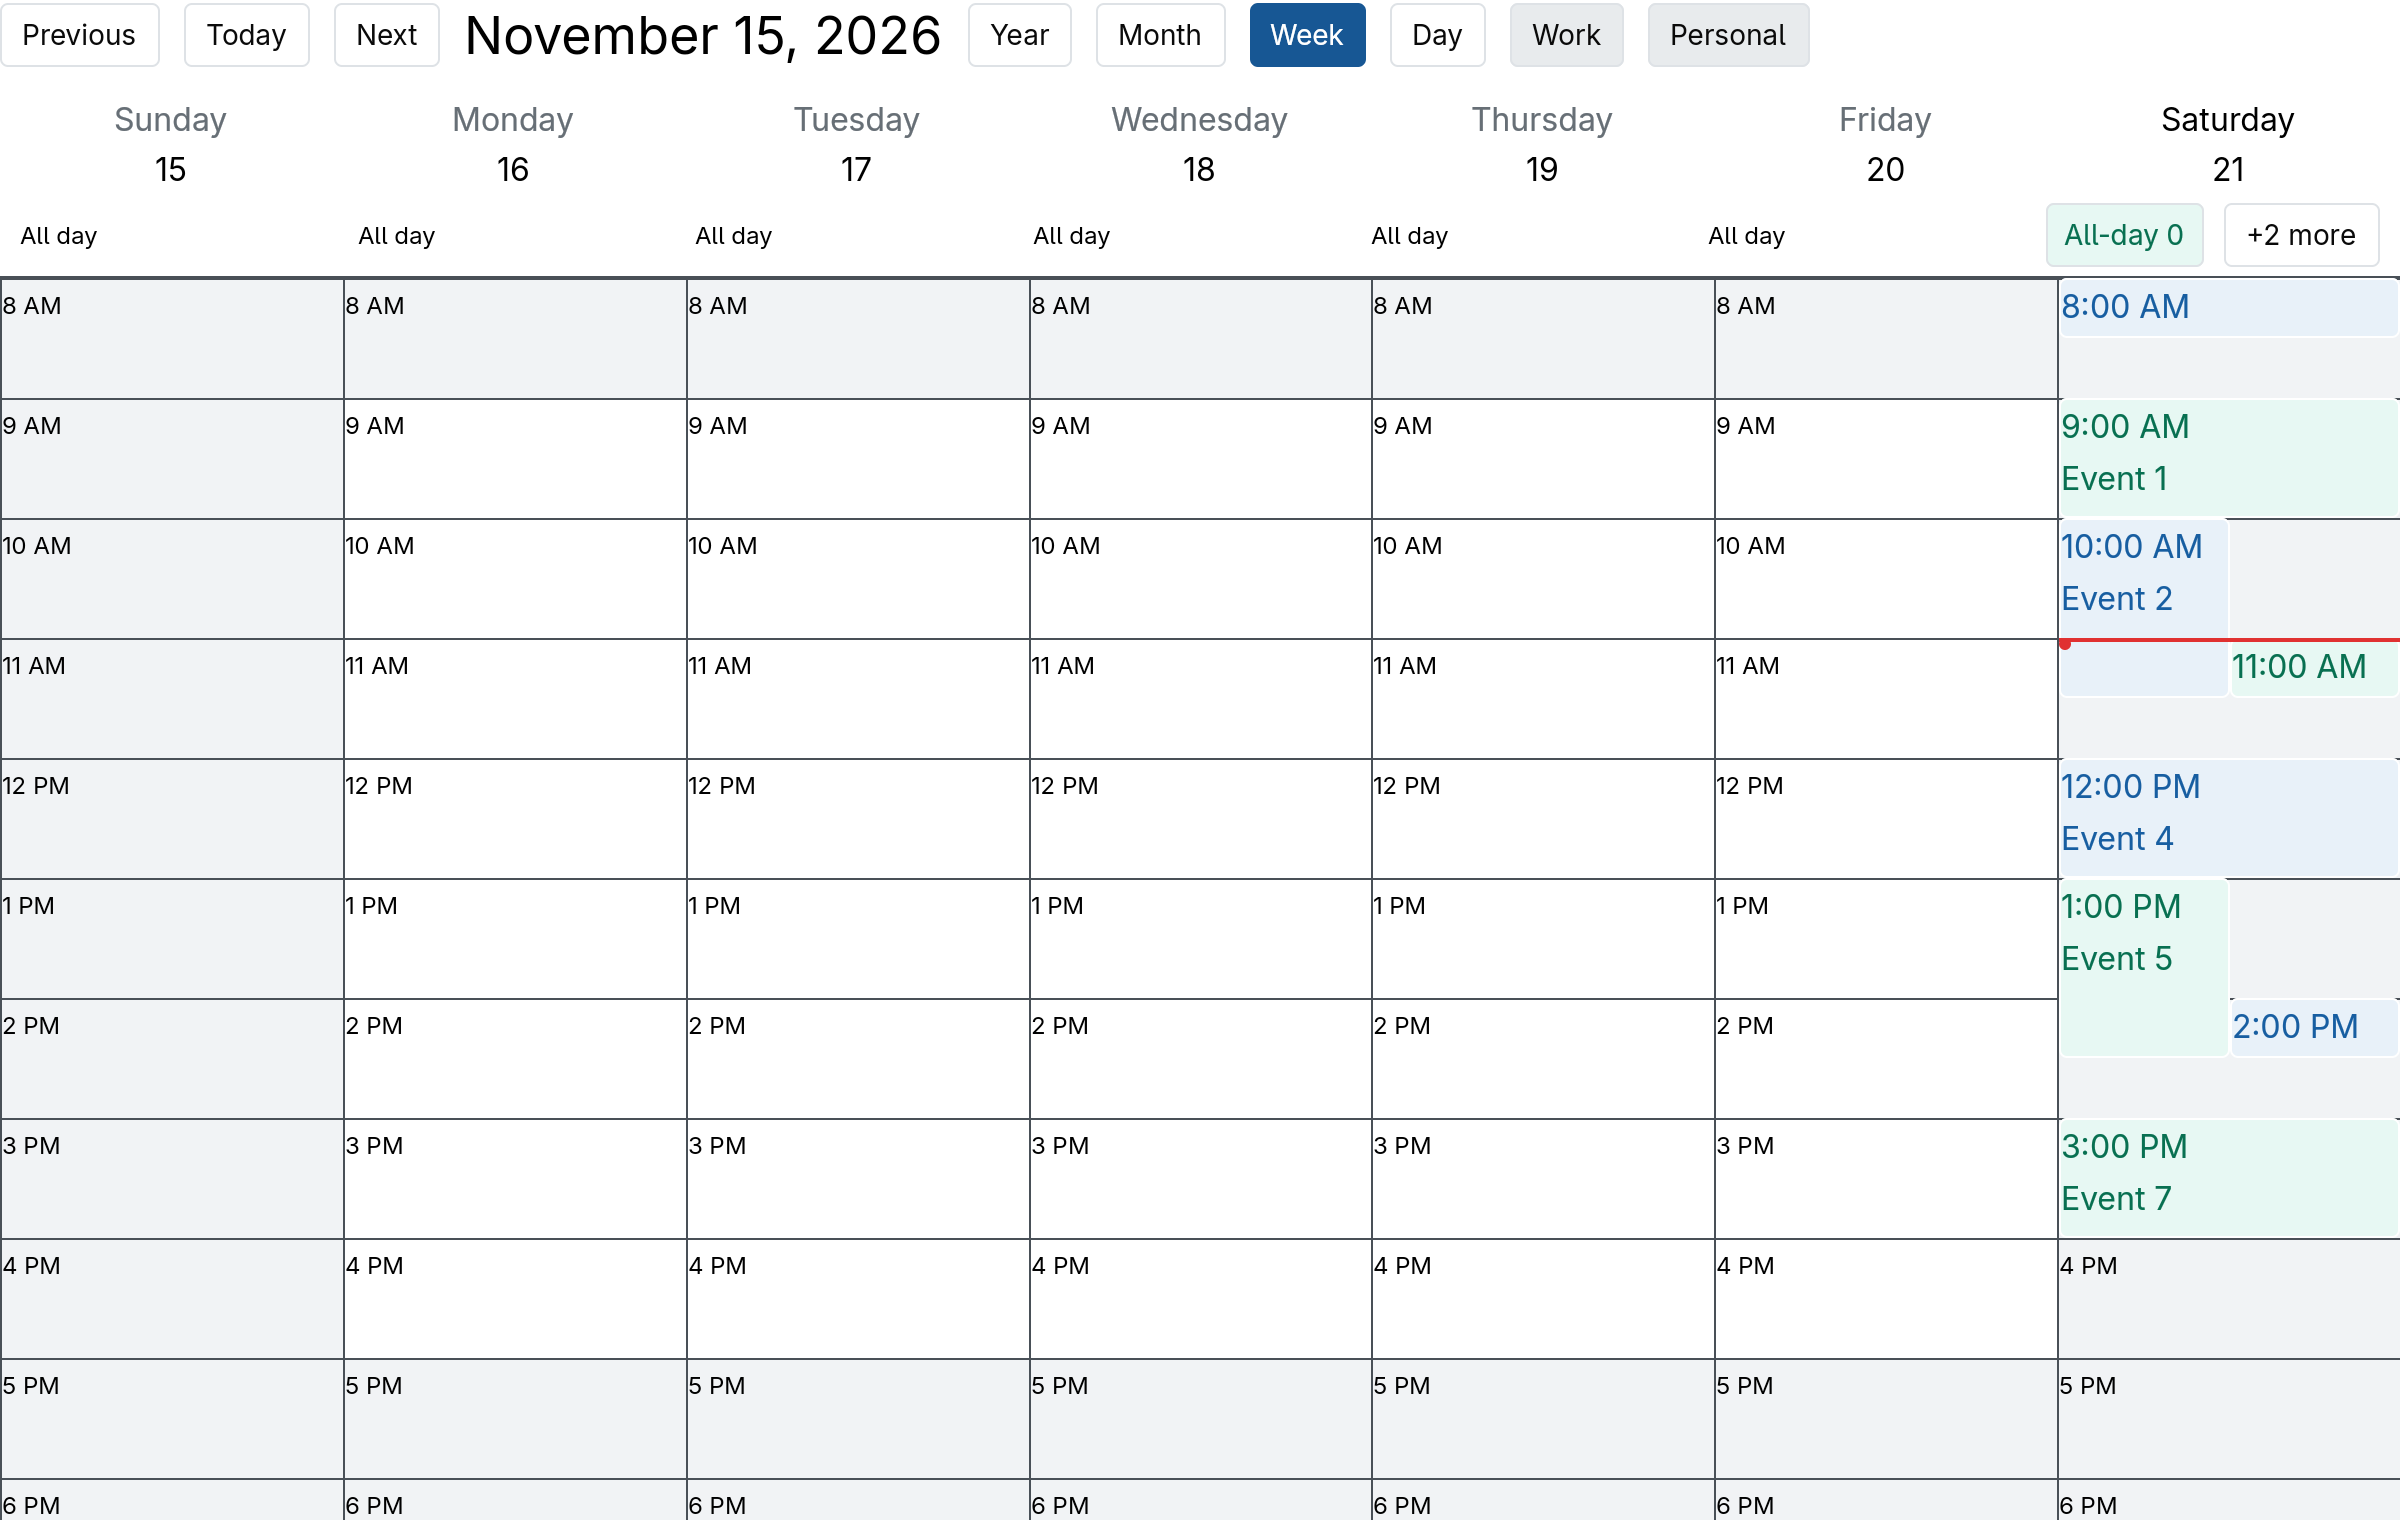 Previous Today Next November 15, 2026 Year Month Week Day Work Personal
Sunday Monday Tuesday Wednesday Thursday Friday Saturday
15 16 17 18 19 20 21
All day All day All day All day All day All day All-day 0 +2 more
8 AM 8 AM 8 AM 8 AM 8 AM 8 AM 8:00 AM
9 AM 9 AM 9 AM 9 AM 9 AM 9 AM 9:00 AM
Event 1
10 AM 10 AM 10 AM 10 AM 10 AM 10 AM 10:00 AM
Event 2
11 AM 11 AM 11 AM 11 AM 11 AM 11 AM 11:00 AM
12 PM 12 PM 12 PM 12 PM 12 PM 12 PM 12:00 PM
Event 4
1 PM 1 PM 1 PM 1 PM 1 PM 1 PM 1:00 PM
Event 5
2 PM 2 PM 2 PM 2 PM 2 PM 2 PM 2:00 PM
3 PM 3 PM 3 PM 3 PM 3 PM 3 PM 3:00 PM
Event 7
4 PM 4 PM 4 PM 4 PM 4 PM 4 PM 4 PM
5 PM 5 PM 5 PM 5 PM 5 PM 5 PM 5 PM
6 PM 6 PM 6 PM 6 PM 6 PM 6 PM 6 PM